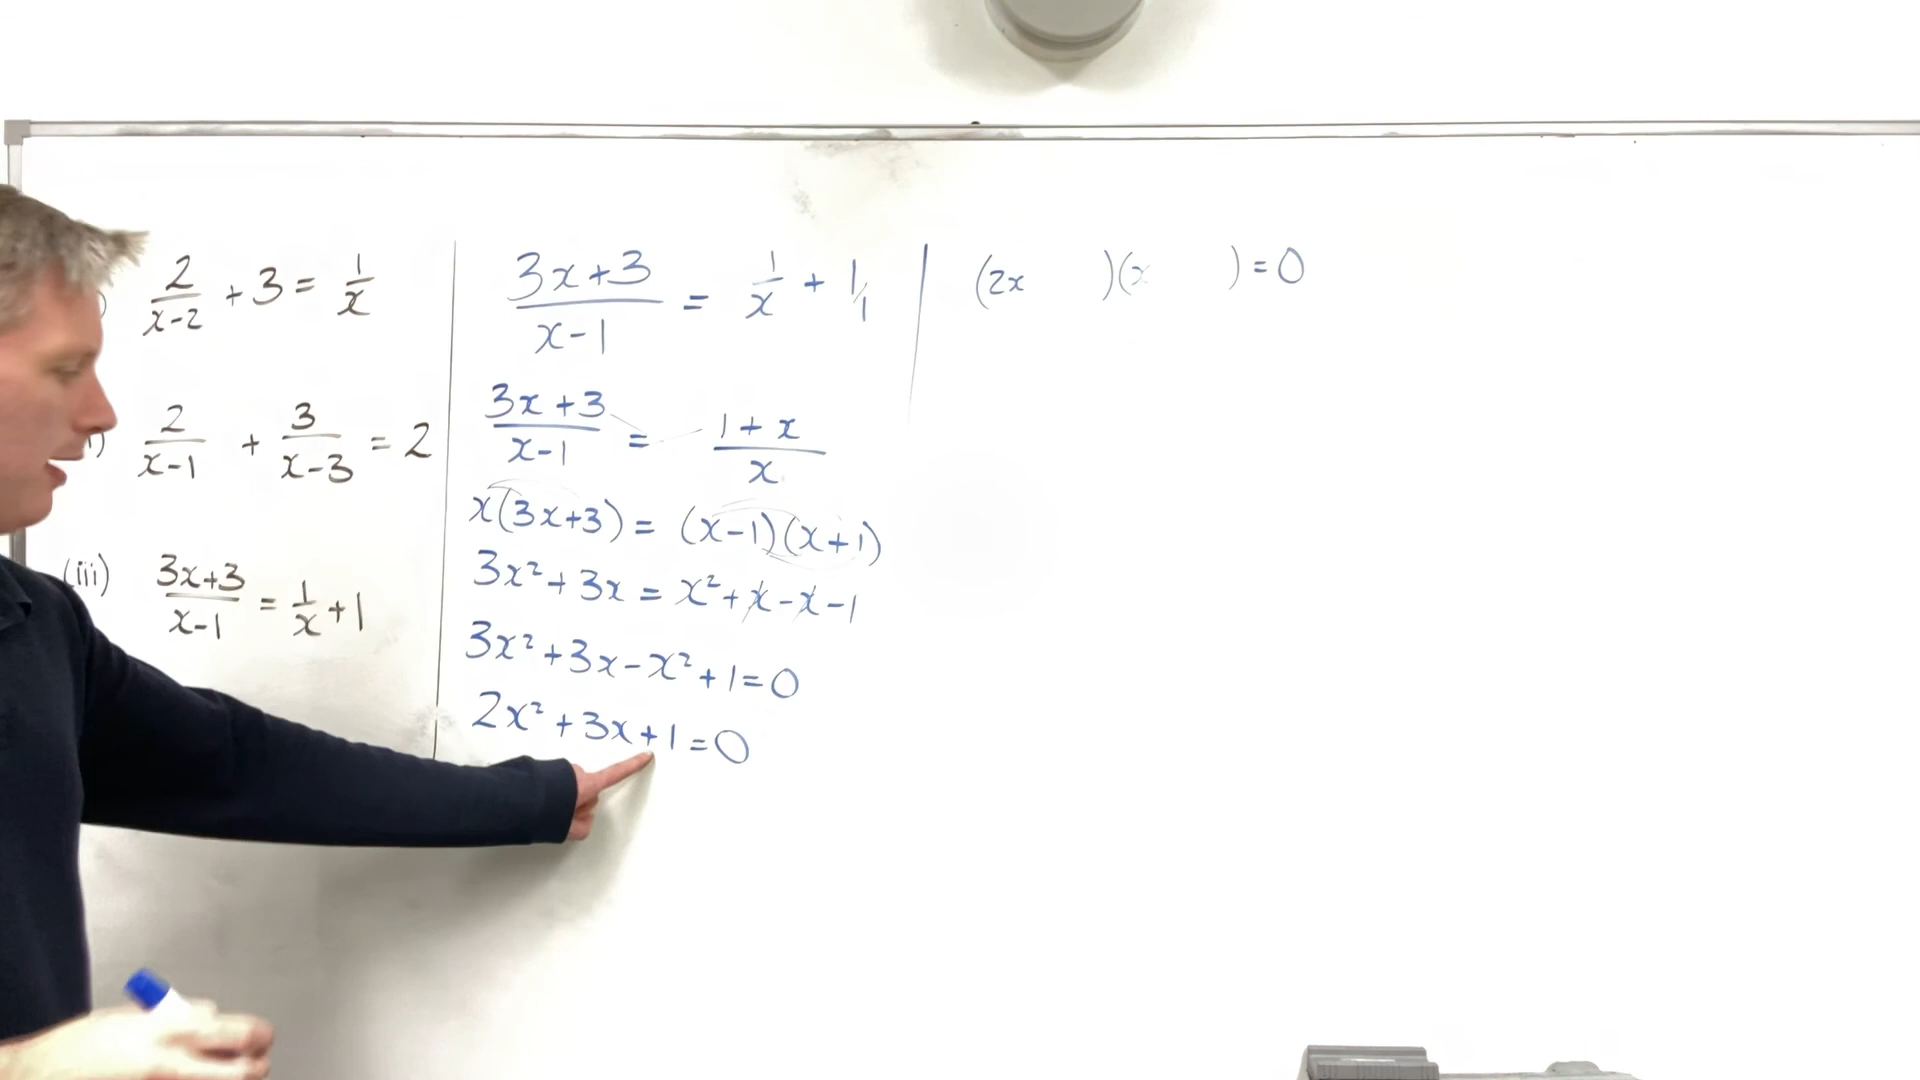 2/(x-2) + 3 = 1/x
2/(x-1) + 3/(x-3) = 2
(iii) (3x+3)/(x-1) = 1/x + 1
(3x+3)/(x-1) = 1/x + 1/1
(3x+3)/(x-1) = (1+x)/x
x(3x+3) = (x-1)(x+1)
3x² + 3x = x² + x - x - 1
3x² + 3x - x² + 1 = 0
2x² + 3x + 1 = 0
(2x )(x ) = 0